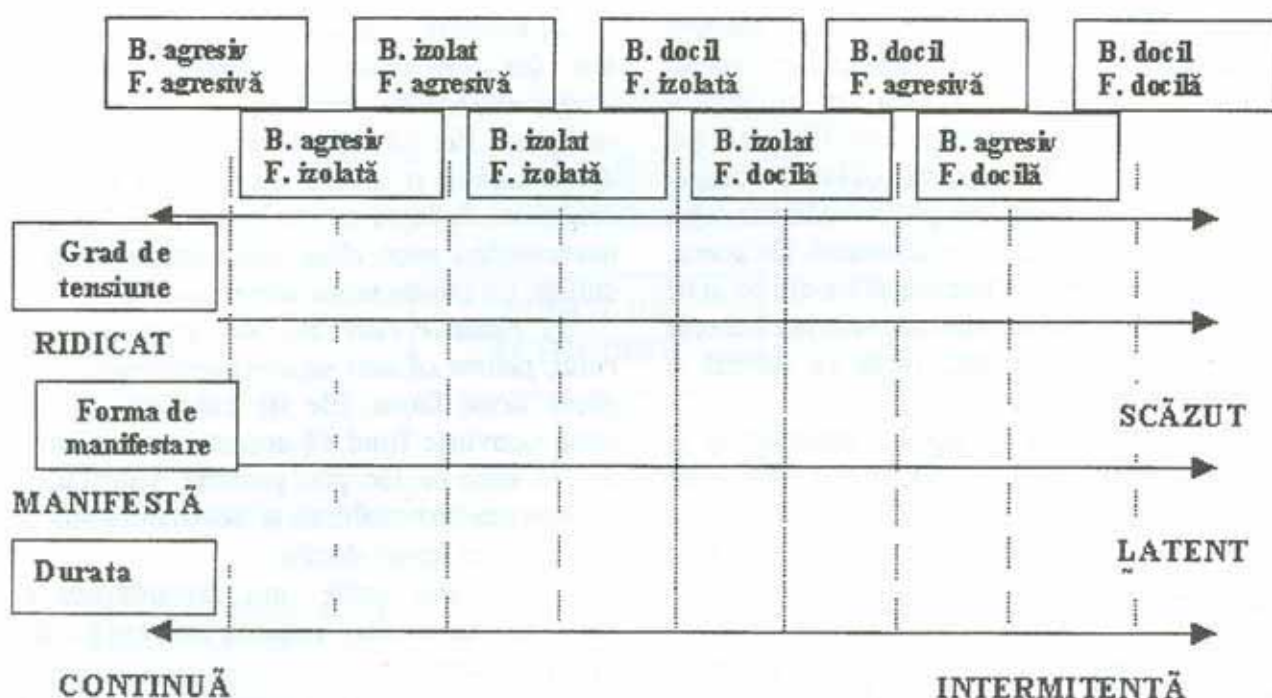 B. agresiv
F. agresivă
B. izolat
F. agresivă
B. docil
F. izolată
B. docil
F. agresivă
B. docil
F. docilă
B. agresiv
F. izolată
B. izolat
F. izolată
B. izolat
F. docilă
B. agresiv
F. docilă
Grad de
tensiune
RIDICAT
SCĂZUT
Forma de
manifestare
MANIFESTĂ
LATENT
Durata
CONTINUĂ
INTERMITENTĂ